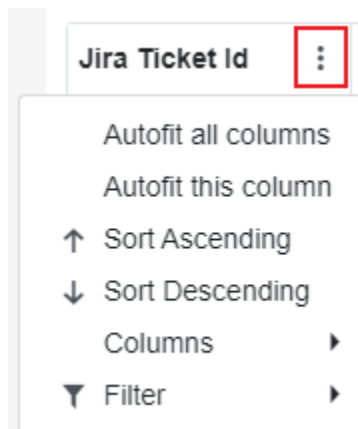 Jira Ticket Id
Autofit all columns
Autofit this column
Sort Ascending
Sort Descending
Columns
Filter